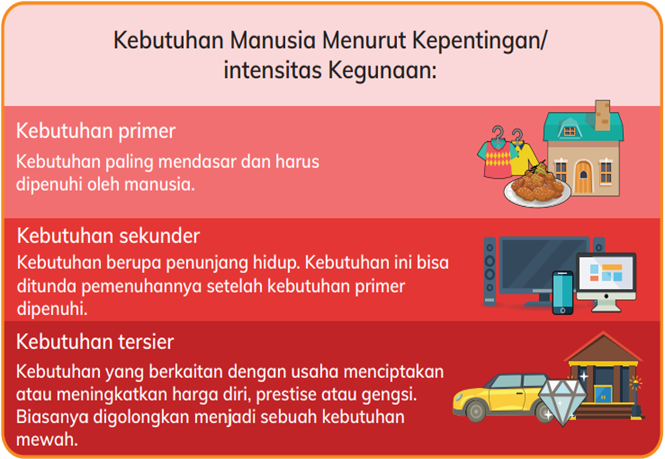 Kebutuhan Manusia Menurut Kepentingan/
intensitas Kegunaan:
Kebutuhan primer
Kebutuhan paling mendasar dan harus
dipenuhi oleh manusia.
Kebutuhan sekunder
Kebutuhan berupa penunjang hidup. Kebutuhan ini bisa
ditunda pemenuhannya setelah kebutuhan primer
dipenuhi.
Kebutuhan tersier
Kebutuhan yang berkaitan dengan usaha menciptakan
atau meningkatkan harga diri, prestise atau gengsi.
Biasanya digolongkan menjadi sebuah kebutuhan
mewah.